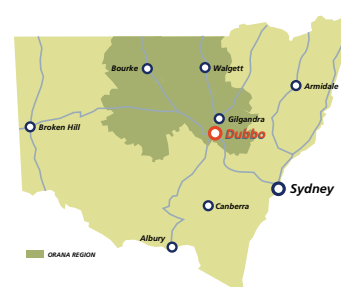 Bourke
Walgett
Armidale
Gilgandra
Broken Hill
Dubbo
Sydney
Canberra
Albury
ORANA REGION